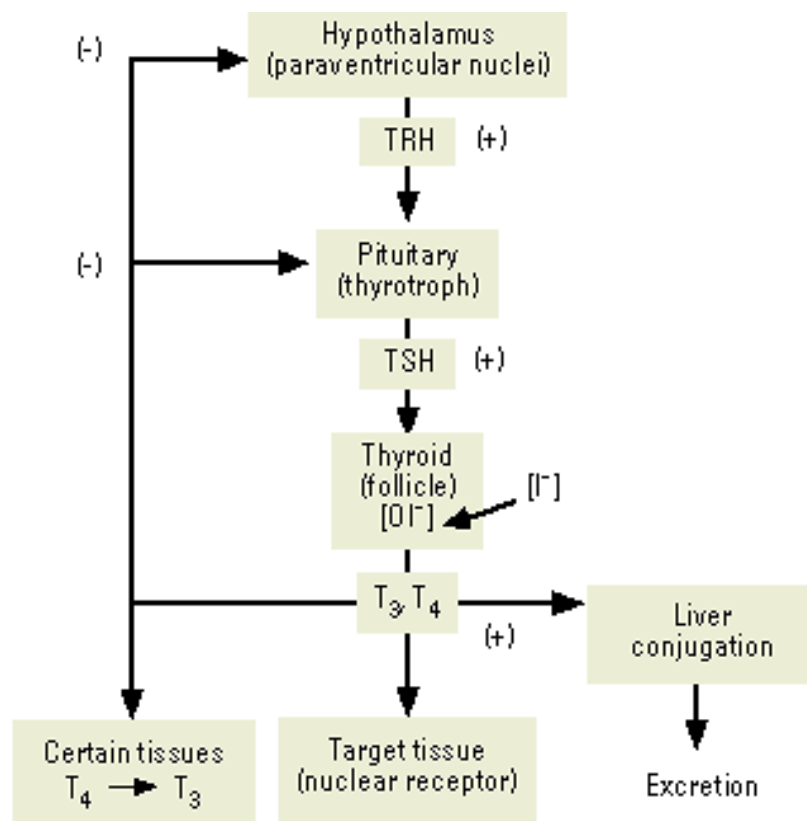 Hypothalamus
(paraventricular nuclei)
(-)
TRH (+)
Pituitary
(thyrotroph)
(-)
TSH (+)
Thyroid
(follicle)
[OI⁻]
[I⁻]
T₃, T₄
(+)
Liver
conjugation
Certain tissues
T₄ → T₃
Target tissue
(nuclear receptor)
Excretion